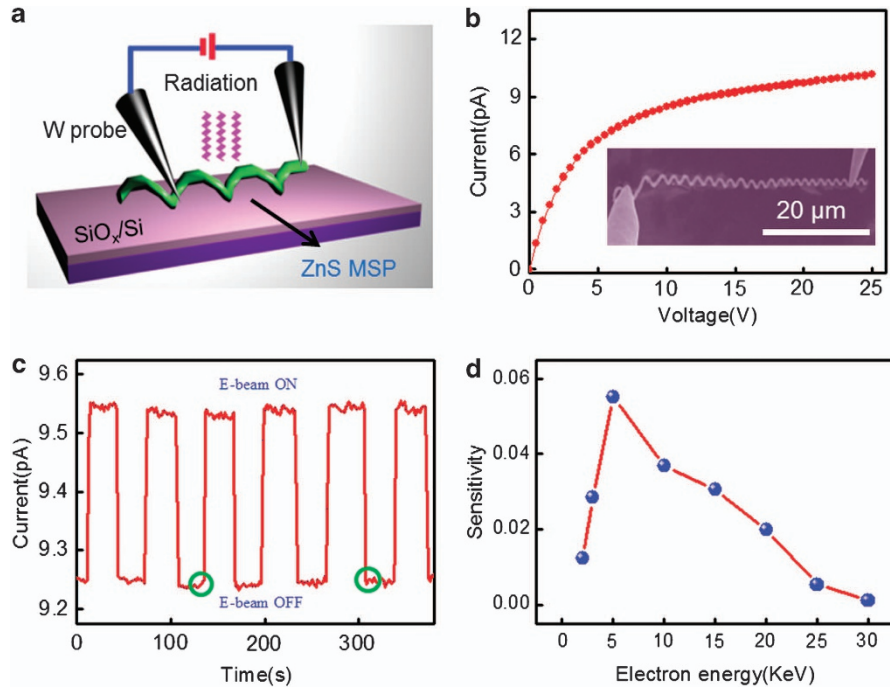 a
Radiation
W probe
SiOx/Si
ZnS MSP
b
Current(pA)
12
9
6
3
0
20 µm
0 5 10 15 20 25
Voltage(V)
c
Current(pA)
9.6
9.5
9.4
9.3
9.2
E-beam ON
E-beam OFF
0 100 200 300
Time(s)
d
Sensitivity
0.06
0.04
0.02
0.00
0 5 10 15 20 25 30
Electron energy(KeV)